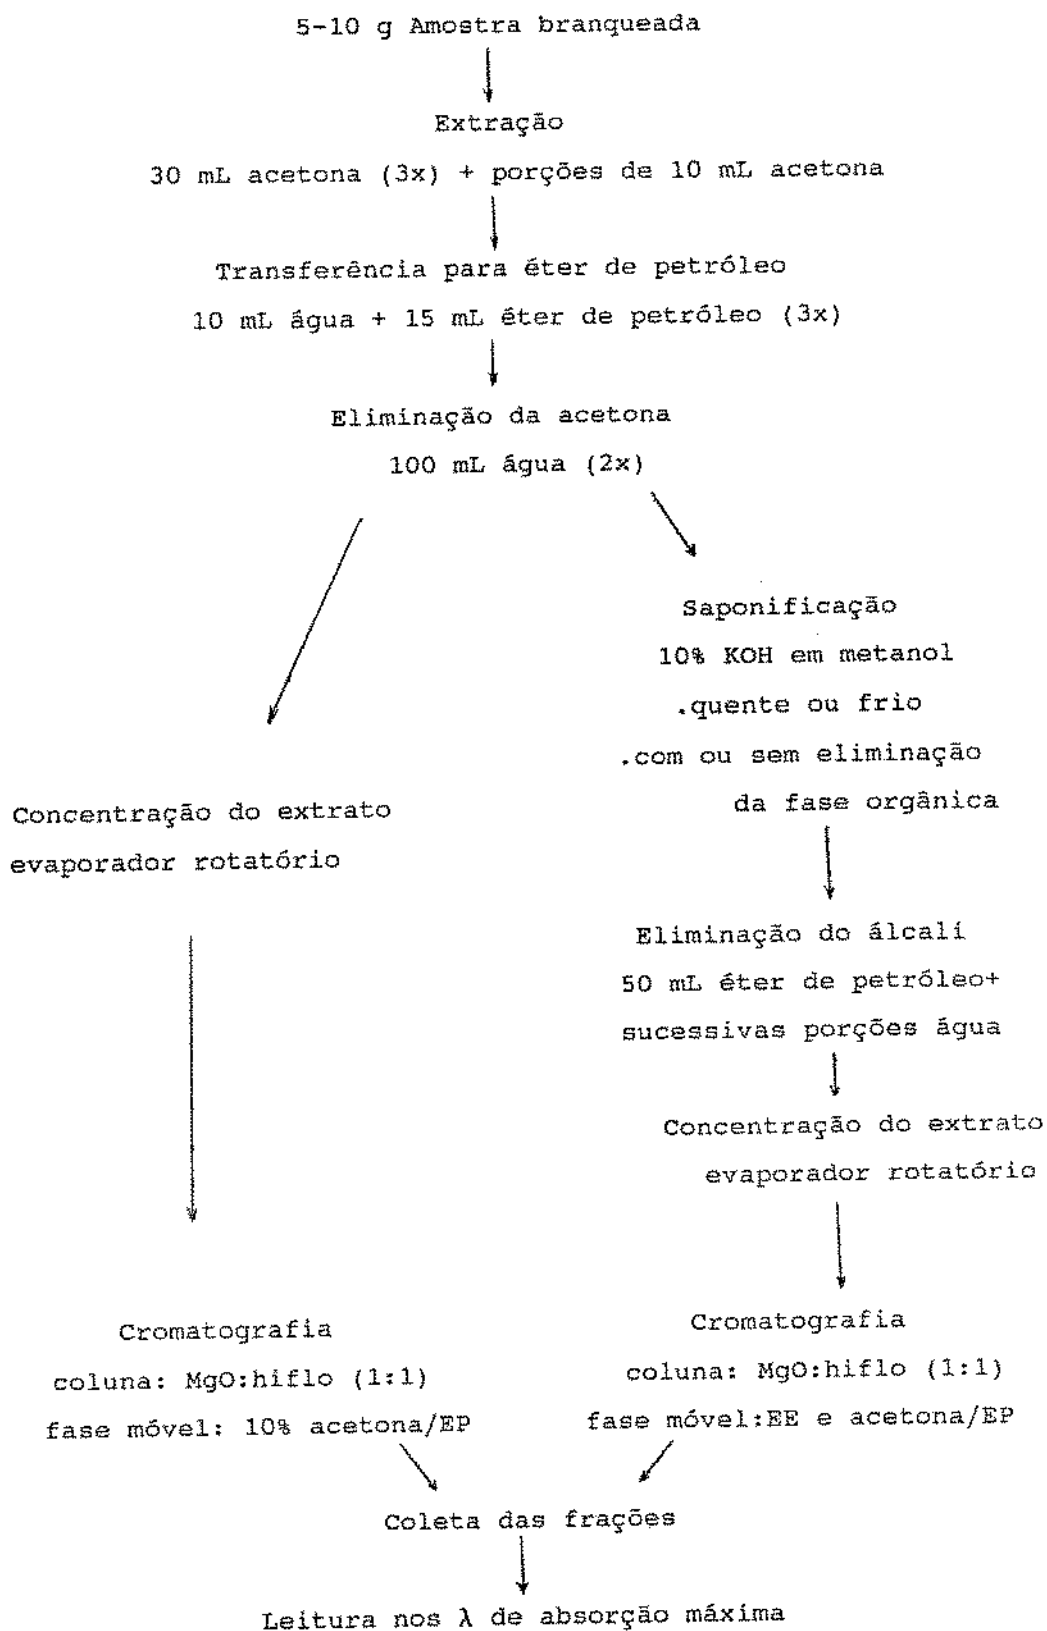 5-10 g Amostra branqueada
Extração
30 mL acetona (3x) + porções de 10 mL acetona
Transferência para éter de petróleo
10 mL água + 15 mL éter de petróleo (3x)
Eliminação da acetona
100 mL água (2x)
Saponificação
10% KOH em metanol
.quente ou frio
.com ou sem eliminação
da fase orgânica
Concentração do extrato
evaporador rotatório
Eliminação do álcali
50 mL éter de petróleo+
sucessivas porções água
Concentração do extrato
evaporador rotatório
Cromatografia
coluna: MgO:hiflo (1:1)
fase móvel: 10% acetona/EP
Cromatografia
coluna: MgO:hiflo (1:1)
fase móvel:EE e acetona/EP
Coleta das frações
Leitura nos λ de absorção máxima